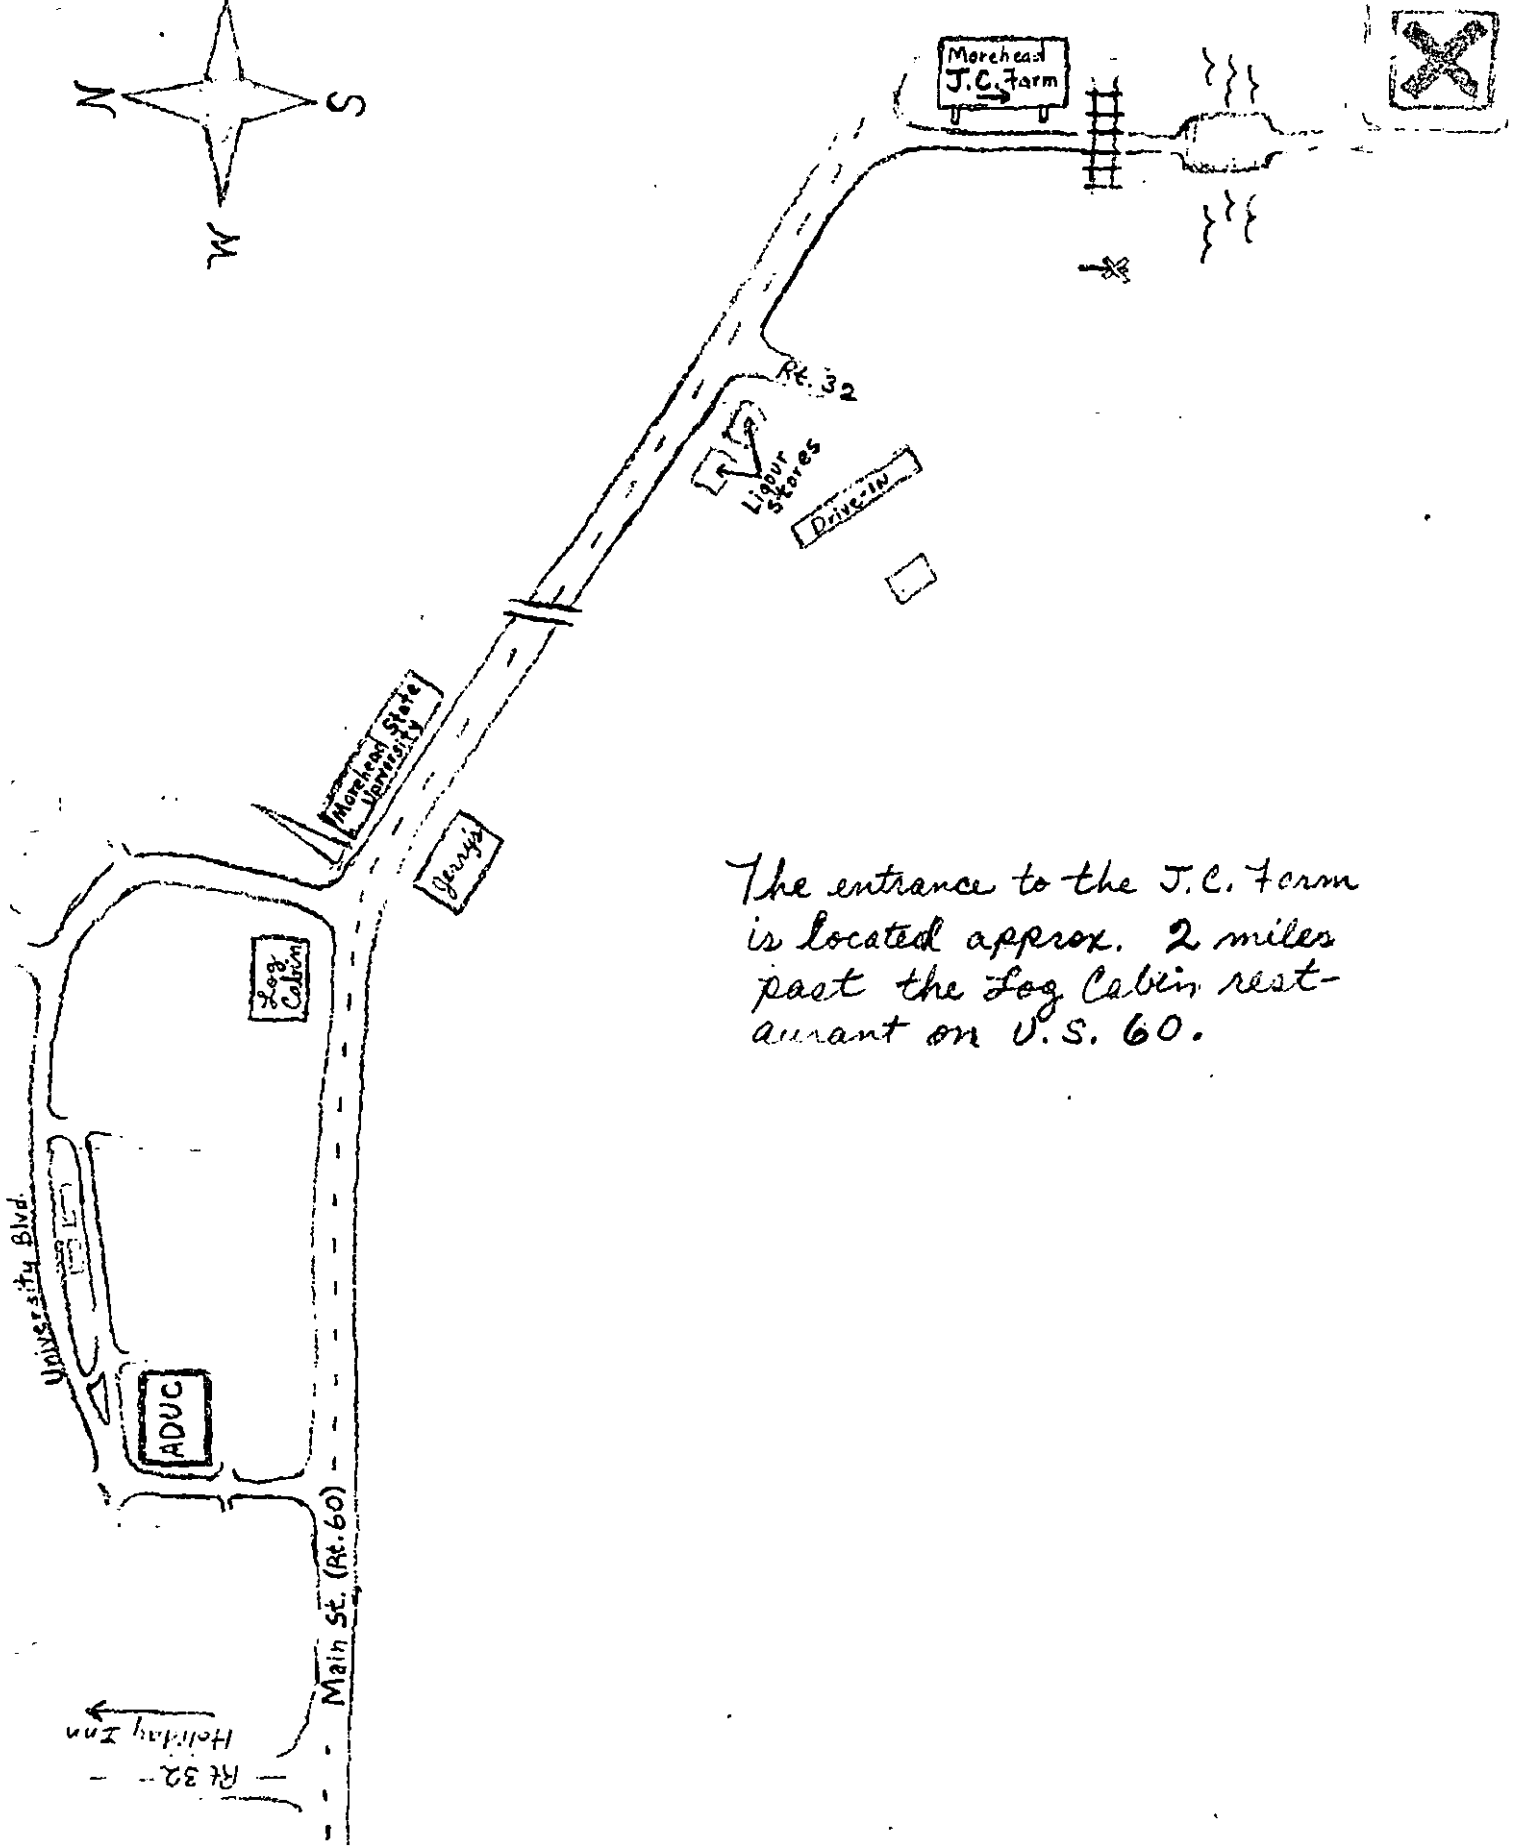 N
S
W
Morehead
J.C. Farm
Rt. 32
Liqour
Stores
Drive-IN
Morehead State
University
Jerry's
Log
Cabin
The entrance to the J.C. Farm
is located approx. 2 miles
past the Log Cabin rest-
aurant on U.S. 60.
University Blvd.
ADUC
Main St. (Rt. 60)
Holiday Inn
Rt 32